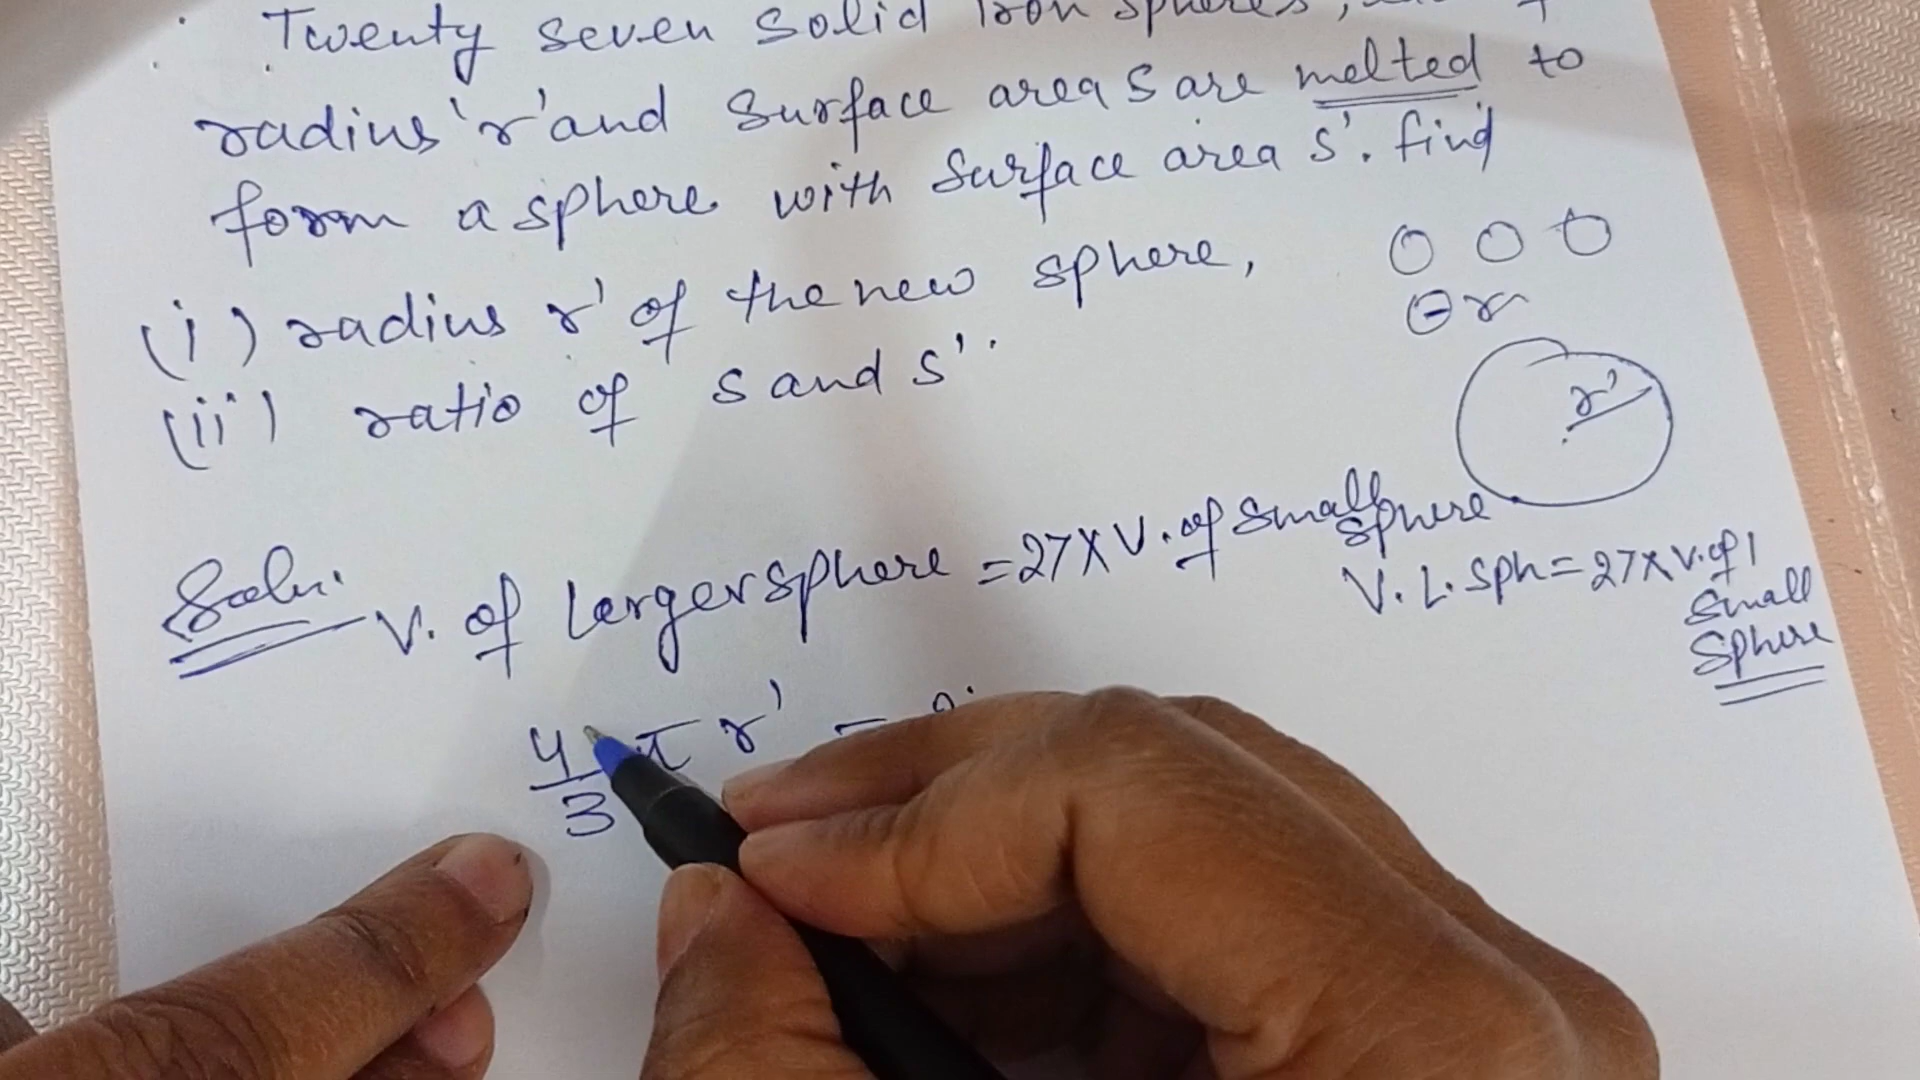 Twenty seven solid iron spheres,
radius 'r' and surface area S are melted to
form a sphere with surface area S'. find
(i) radius r' of the new sphere,
(ii) ratio of S and S'.
r
r'
Soln. V. of larger sphere = 27 X V. of small sphere
V. L. Sph = 27 x V. of 1
small
sphere
4/3 π r' =